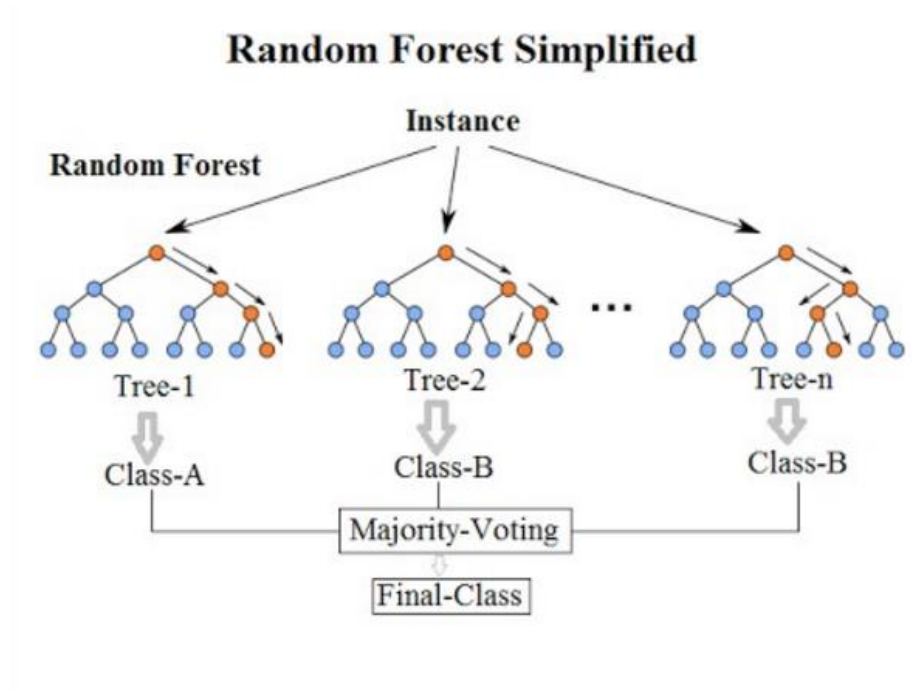 Random Forest Simplified
Instance
Random Forest
...
Tree-1
Tree-2
Tree-n
Class-A
Class-B
Class-B
Majority-Voting
Final-Class